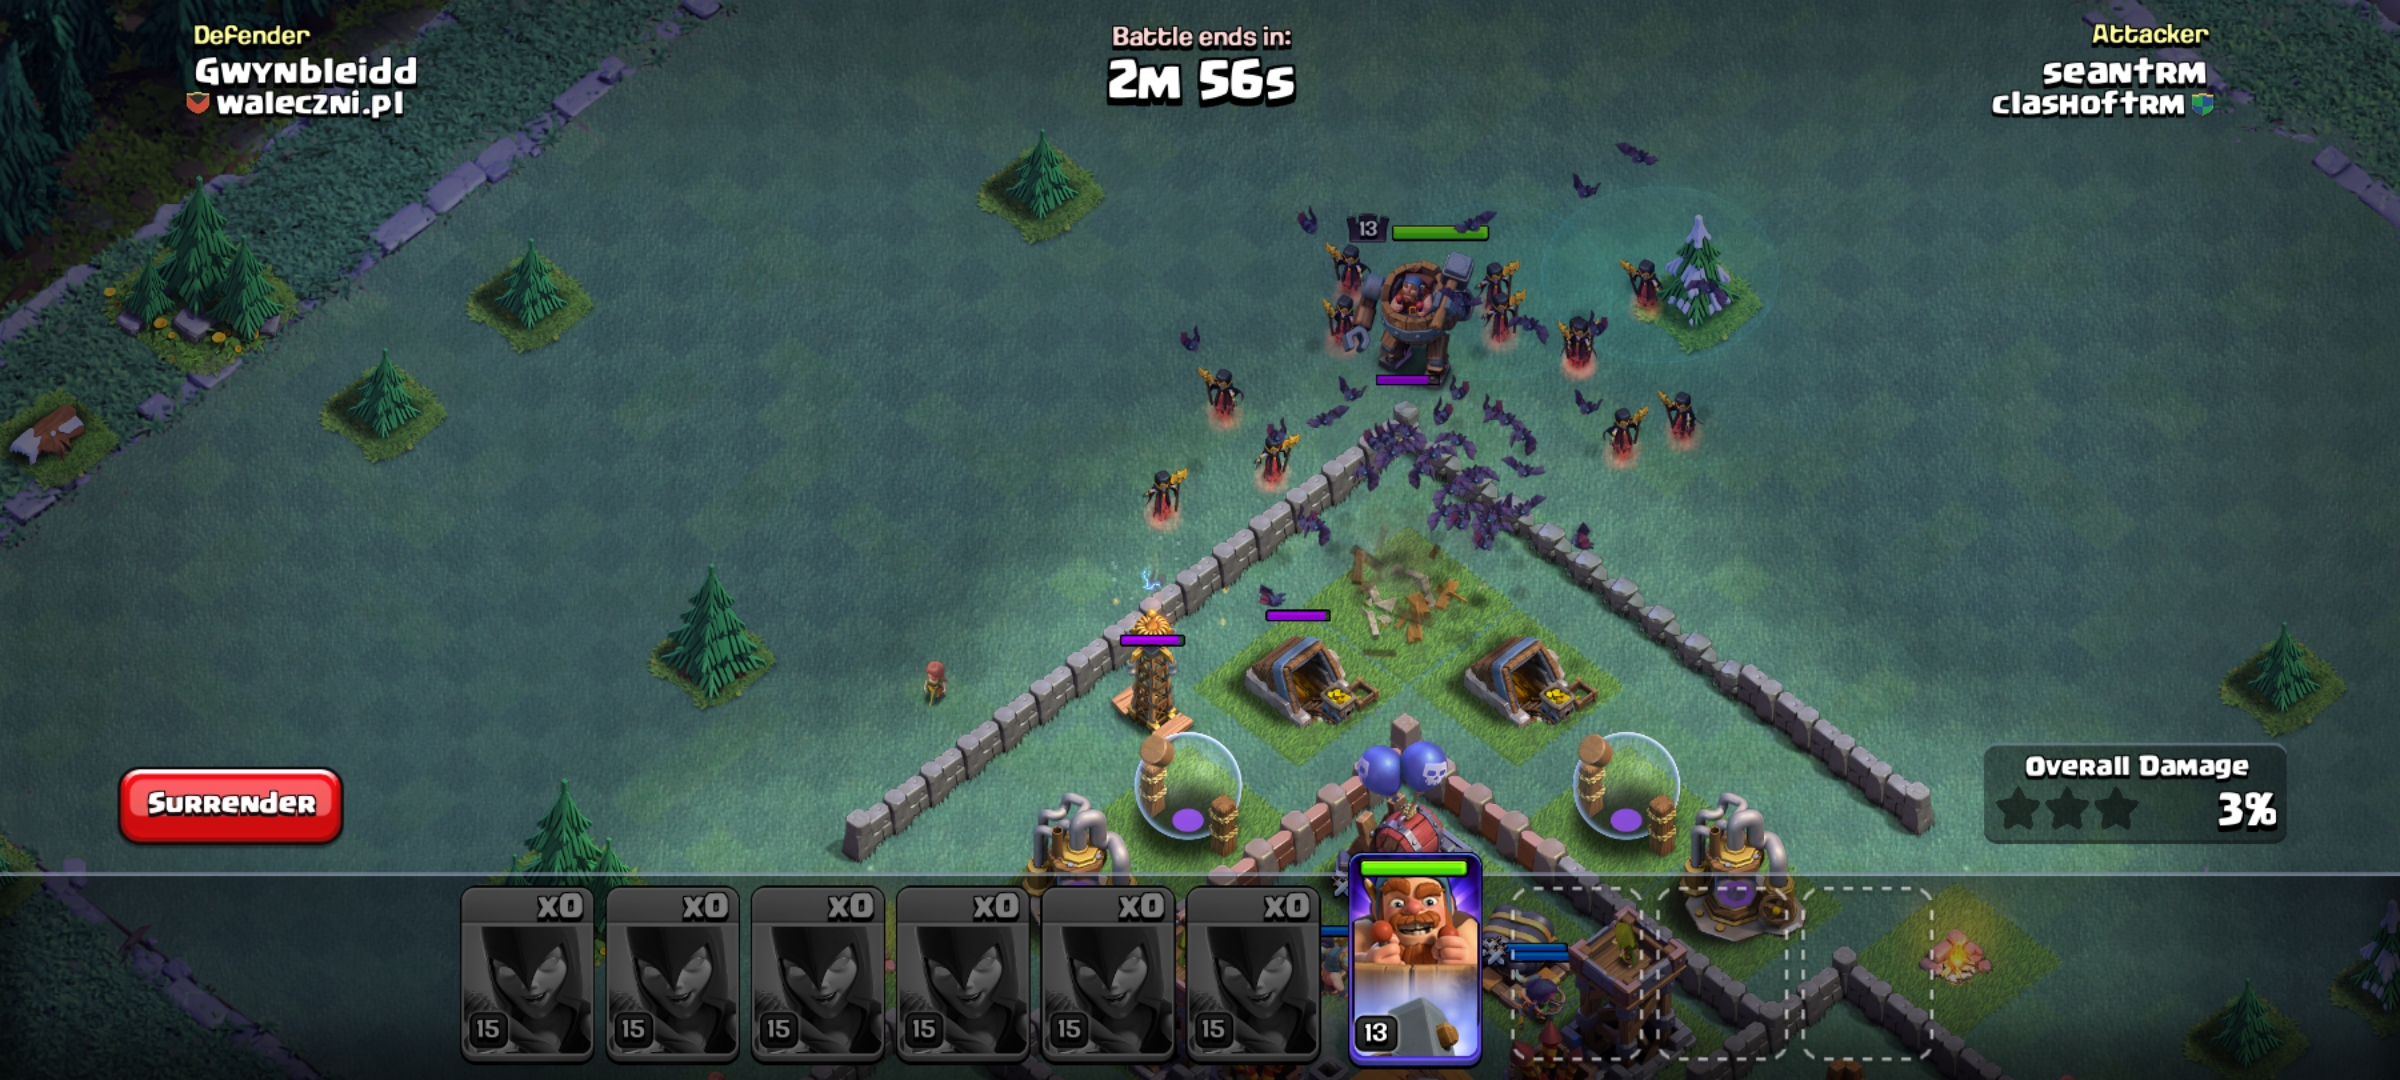 Defender
Gwynbleidd
waleczni.pl
Battle ends in:
2m 56s
Attacker
seantRM
clashoftRM
13
Surrender
Overall Damage
3%
x0 x0 x0 x0 x0 x0
15 15 15 15 15 15 13